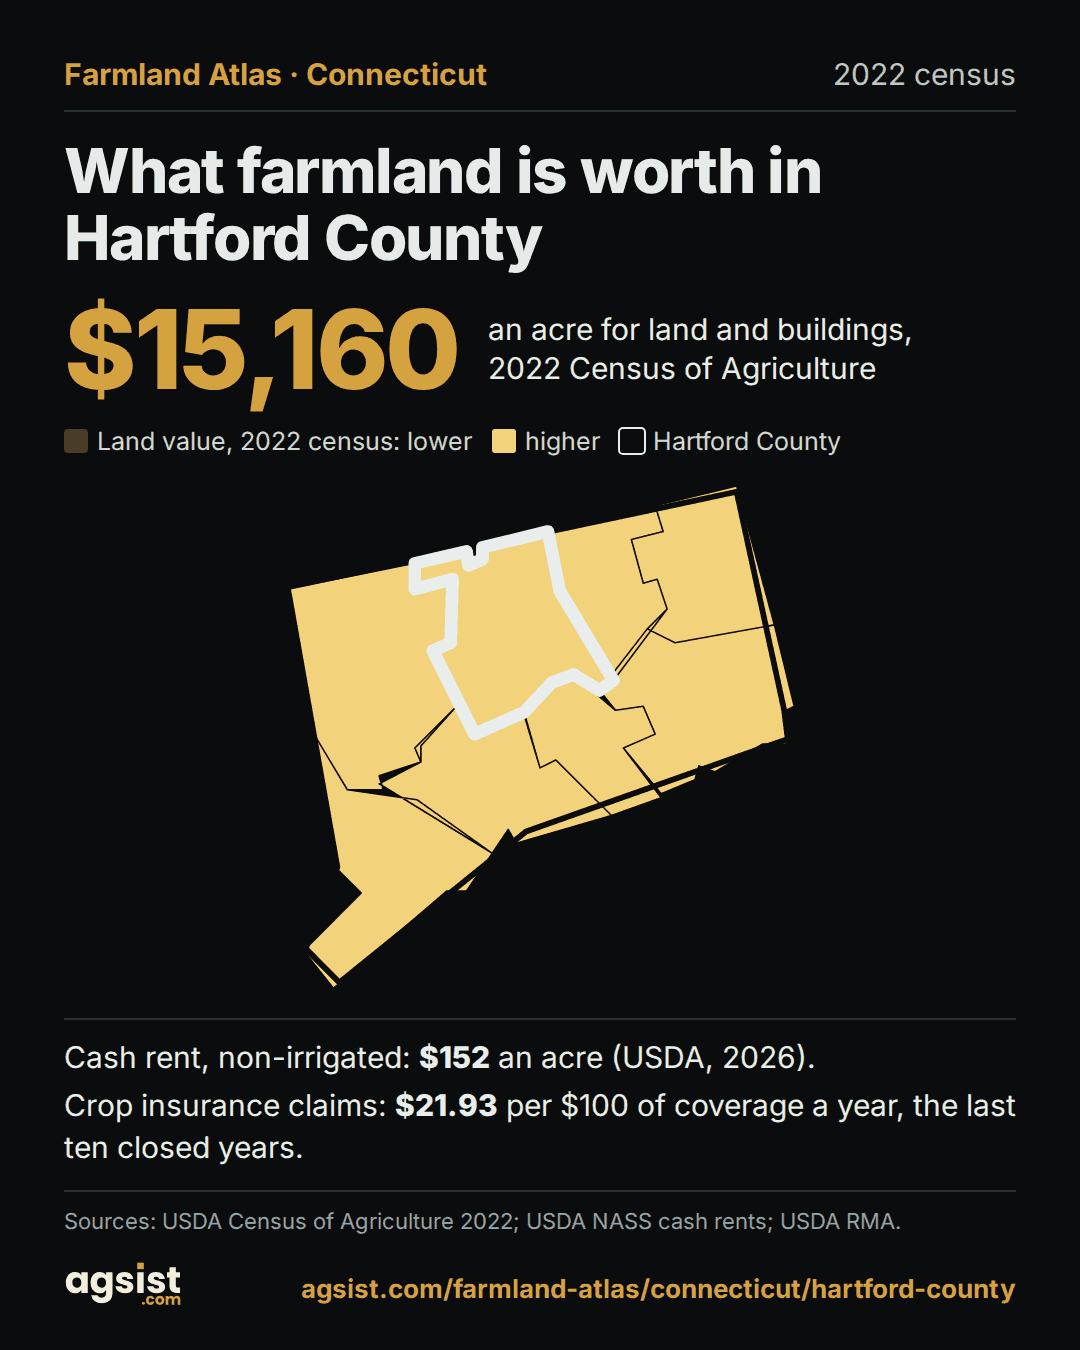 Farmland Atlas · Connecticut
2022 census
What farmland is worth in
Hartford County
$15,160
an acre for land and buildings,
2022 Census of Agriculture
Land value, 2022 census: lower
higher
Hartford County
Cash rent, non-irrigated: $152 an acre (USDA, 2026).
Crop insurance claims: $21.93 per $100 of coverage a year, the last
ten closed years.
Sources: USDA Census of Agriculture 2022; USDA NASS cash rents; USDA RMA.
agsist
.com
agsist.com/farmland-atlas/connecticut/hartford-county